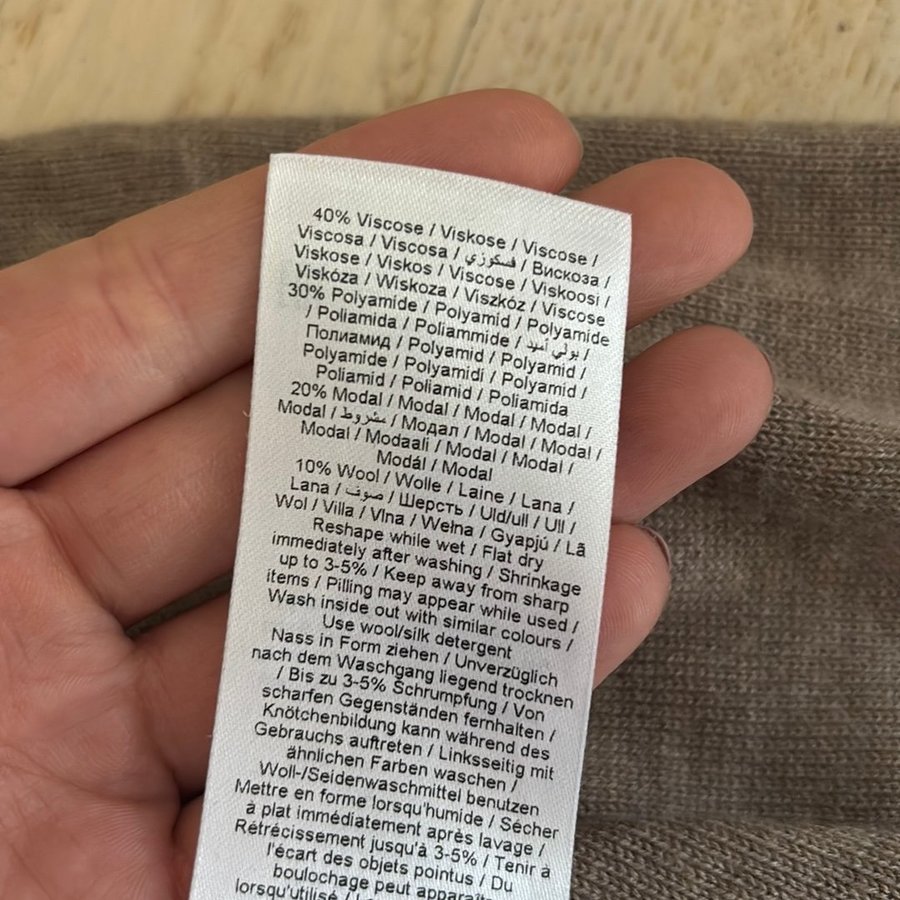 40% Viscose / Viskose / Viscose /
Viscosa / Viscosa / فسكوزي / Вискоза /
Viskose / Viskos / Viscose / Viskoosi /
Viskóza / Wiskoza / Viszkóz / Viscose
30% Polyamide / Polyamid / Polyamide
/ Poliamida / Poliammide / بولي أميد /
Полиамид / Polyamid / Polyamid /
Polyamide / Polyamidi / Polyamid /
Poliamid / Poliamid / Poliamida
20% Modal / Modal / Modal / Modal /
Modal / مشروط / Модал / Modal / Modal /
Modal / Modaali / Modal / Modal /
Modál / Modal
10% Wool / Wolle / Laine / Lana /
Lana / صوف / Шерсть / Uld/ull / Ull /
Wol / Villa / Vlna / Wełna / Gyapjú / Lã
Reshape while wet / Flat dry
immediately after washing / Shrinkage
up to 3-5% / Keep away from sharp
items / Pilling may appear while used /
Wash inside out with similar colours /
Use wool/silk detergent
Nass in Form ziehen / Unverzüglich
nach dem Waschgang liegend trocknen
/ Bis zu 3-5% Schrumpfung / Von
scharfen Gegenständen fernhalten /
Knötchenbildung kann während des
Gebrauchs auftreten / Linksseitig mit
ähnlichen Farben waschen /
Woll-/Seidenwaschmittel benutzen
Mettre en forme lorsqu'humide / Sécher
à plat immédiatement après lavage /
Rétrécissement jusqu'à 3-5% / Tenir à
l'écart des objets pointus / Du
boulochage peut
lorsqu'utilisé /